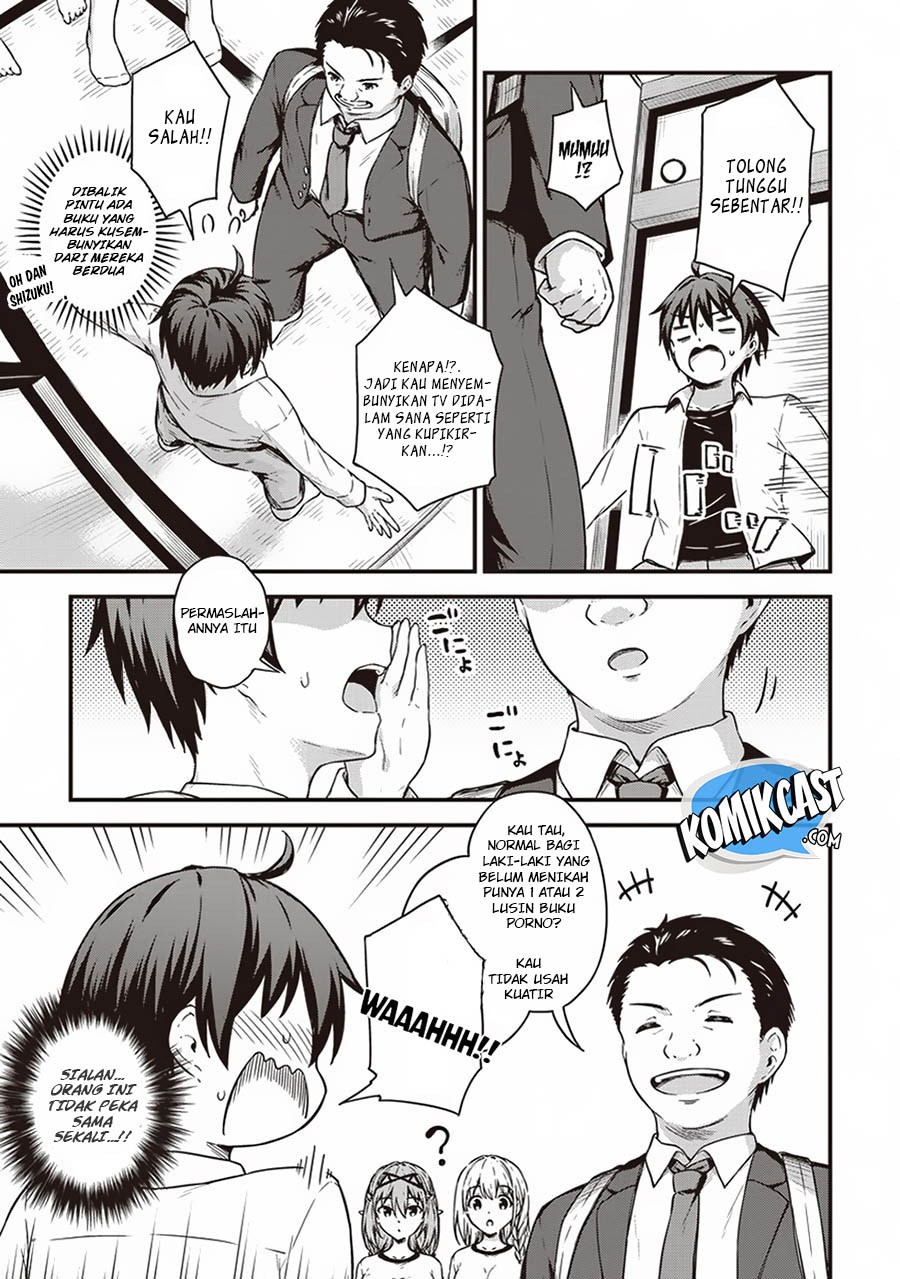 TOLONG
TUNGGU
SEBENTAR!!
MUMUU
!?
KAU
SALAH!!
DIBALIK
PINTU ADA
BUKU YANG
HARUS KUSEM-
BUNYIKAN
DARI MEREKA
BERDUA
OH DAN
SHIZUKU!
KENAPA!?.
JADI KAU MENYEM-
BUNYIKAN TV DIDA-
LAM SANA SEPERTI
YANG KUPIKIR-
KAN...!?
PERMASLAH-
ANNYA ITU
ごにょ
ごにょ
KOMIKCAST
.COM
KAU TAU,
NORMAL BAGI
LAKI-LAKI YANG
BELUM MENIKAH
PUNYA 1 ATAU 2
LUSIN BUKU
PORNO?
KAU
TIDAK USAH
KUATIR
WAAAHHH!!
SIALAN...
ORANG INI
TIDAK PEKA
SAMA
SEKALI...!!
?